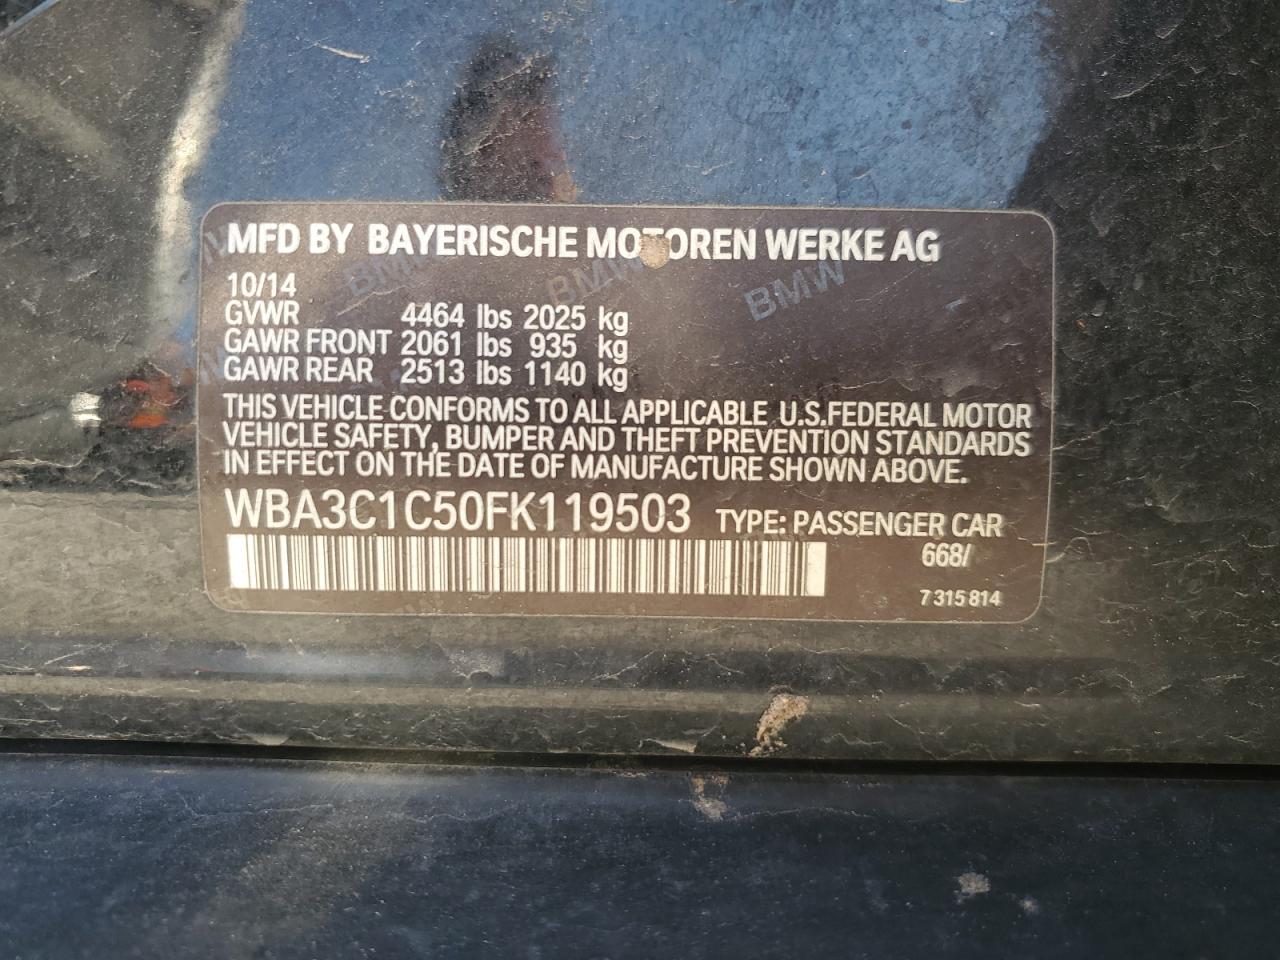 MFD BY BAYERISCHE MOTOREN WERKE AG
10/14
GVWR 4464 lbs 2025 kg
GAWR FRONT 2061 lbs 935 kg
GAWR REAR 2513 lbs 1140 kg
THIS VEHICLE CONFORMS TO ALL APPLICABLE U.S.FEDERAL MOTOR
VEHICLE SAFETY, BUMPER AND THEFT PREVENTION STANDARDS
IN EFFECT ON THE DATE OF MANUFACTURE SHOWN ABOVE.
WBA3C1C50FK119503 TYPE: PASSENGER CAR
668/
7 315 814
BMW BMW BMW